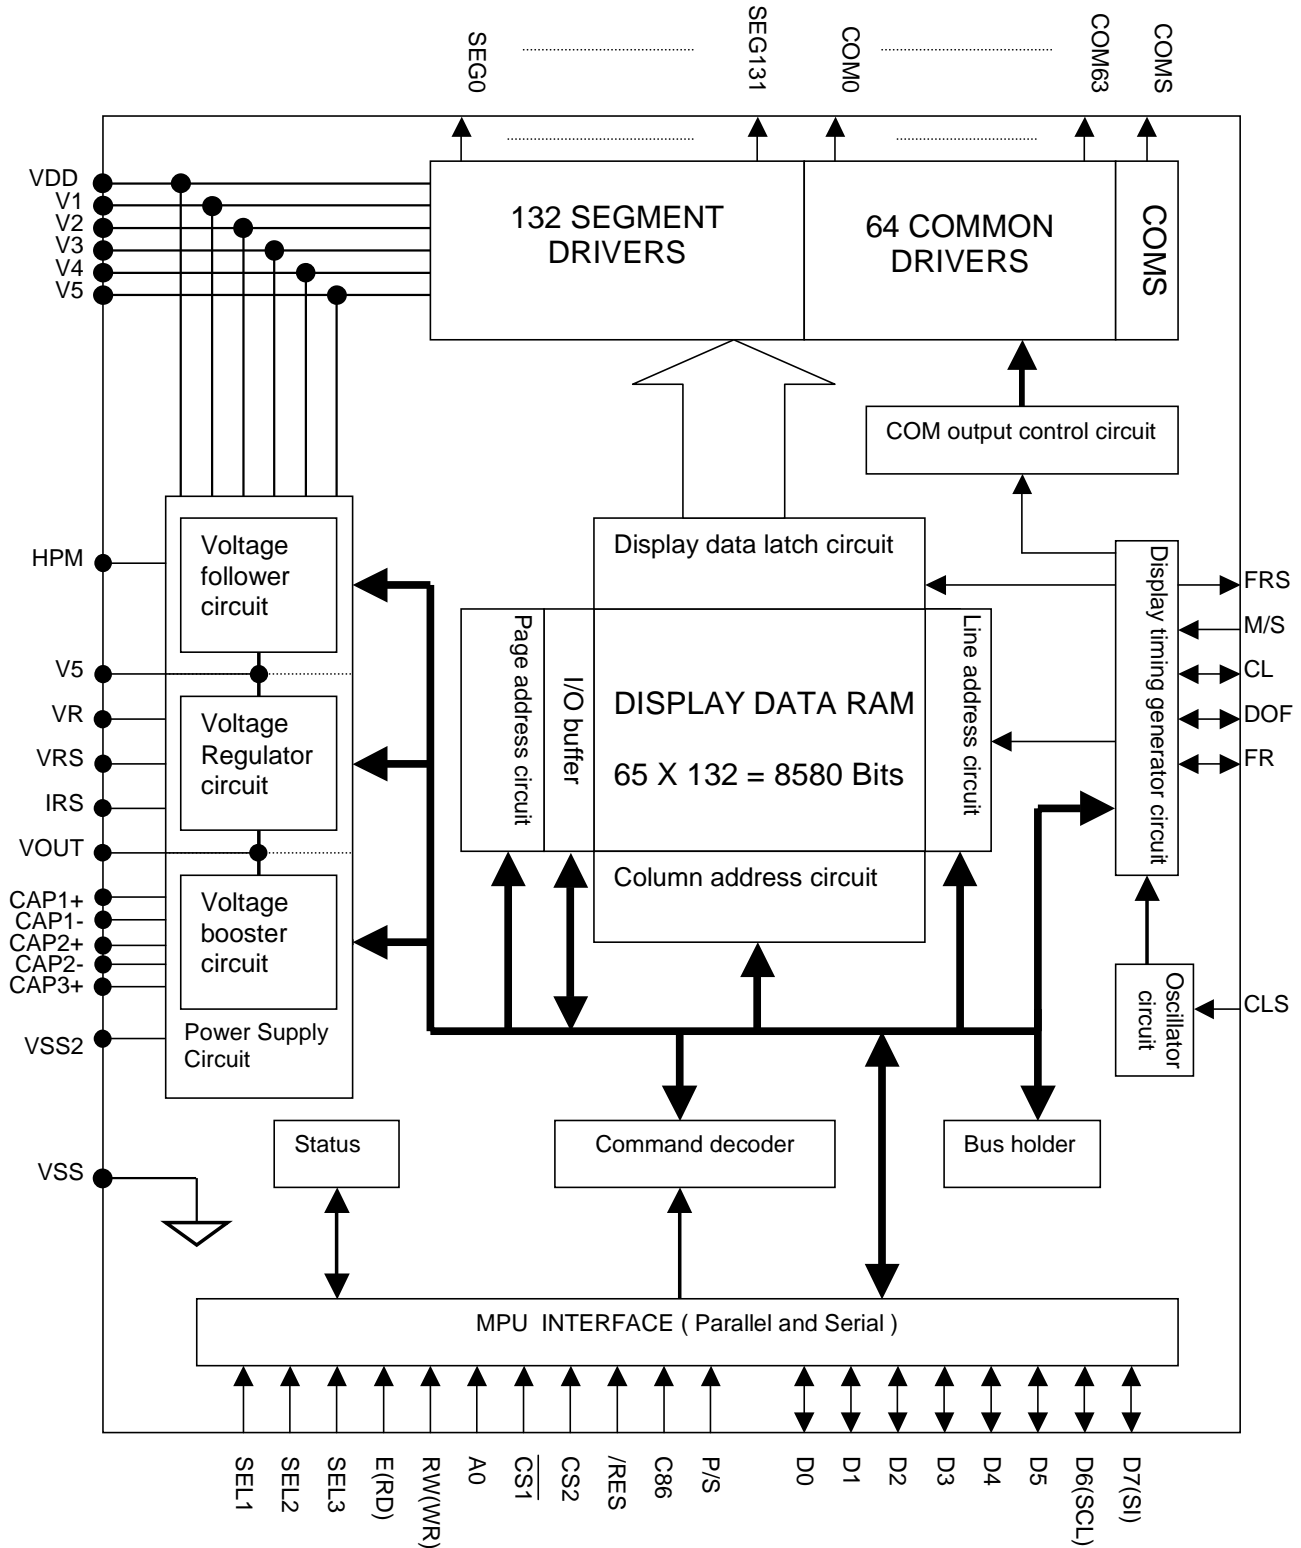 SEG0
SEG131
COM0
COM63
COMS
VDD
V1
V2
V3
V4
V5
132 SEGMENT
DRIVERS
64 COMMON
DRIVERS
COMS
COM output control circuit
HPM
V5
VR
VRS
IRS
VOUT
CAP1+
CAP1-
CAP2+
CAP2-
CAP3+
VSS2
VSS
Voltage
follower
circuit
Voltage
Regulator
circuit
Voltage
booster
circuit
Power Supply
Circuit
Display data latch circuit
Page address circuit
I/O buffer
DISPLAY DATA RAM
65 X 132 = 8580 Bits
Line address circuit
Column address circuit
Display timing generator circuit
FRS
M/S
CL
DOF
FR
Oscillator
circuit
CLS
Status
Command decoder
Bus holder
MPU INTERFACE ( Parallel and Serial )
SEL1
SEL2
SEL3
E(RD)
RW(WR)
A0
CS1
CS2
/RES
C86
P/S
D0
D1
D2
D3
D4
D5
D6(SCL)
D7(SI)